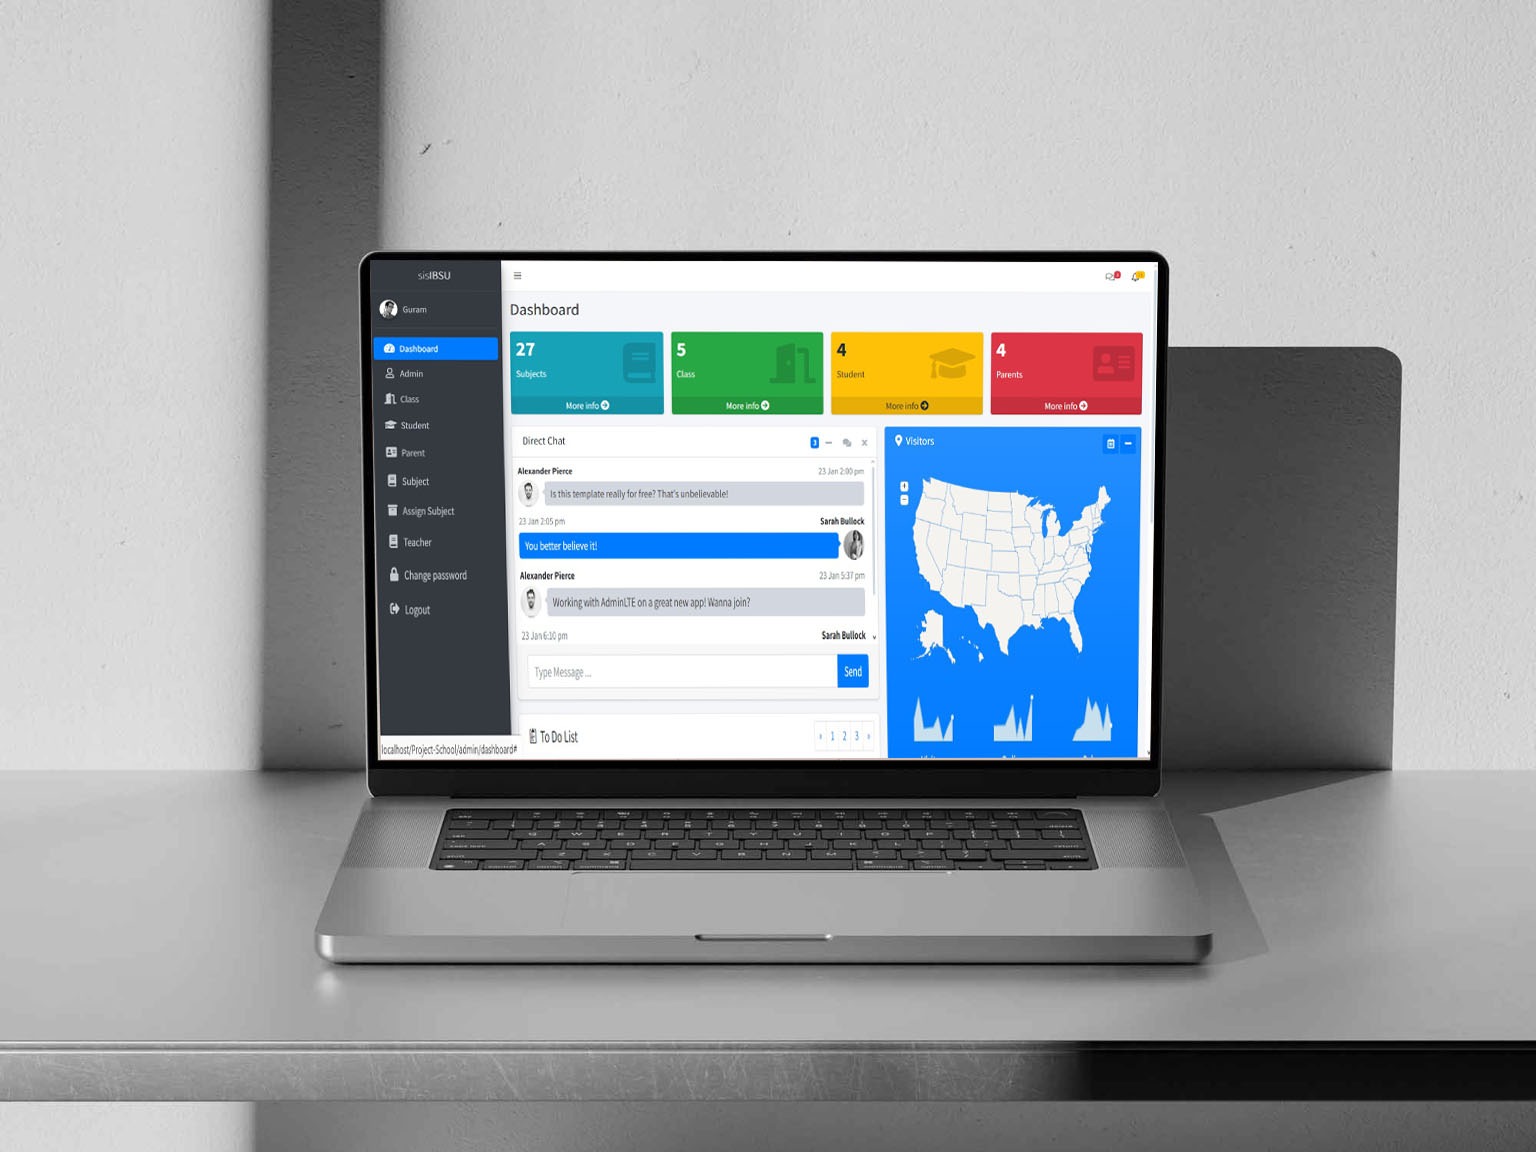 sisIBSU
Guram
Dashboard
Admin
Class
Student
Parent
Subject
Assign Subject
Teacher
Change password
Logout
localhost/Project-School/admin/dashboard#
Dashboard
27
Subjects
More info
5
Class
More info
4
Student
More info
4
Parents
More info
Direct Chat
3
Alexander Pierce
23 Jan 2:00 pm
Is this template really for free? That's unbelievable!
23 Jan 2:05 pm
Sarah Bullock
You better believe it!
Alexander Pierce
23 Jan 5:37 pm
Working with AdminLTE on a great new app! Wanna join?
23 Jan 6:10 pm
Sarah Bullock
Type Message ...
Send
To Do List
« 1 2 3 »
Visitors
+
−
Q W E R T Y U I O P
A S D F G H J K L
Z X C V B N M